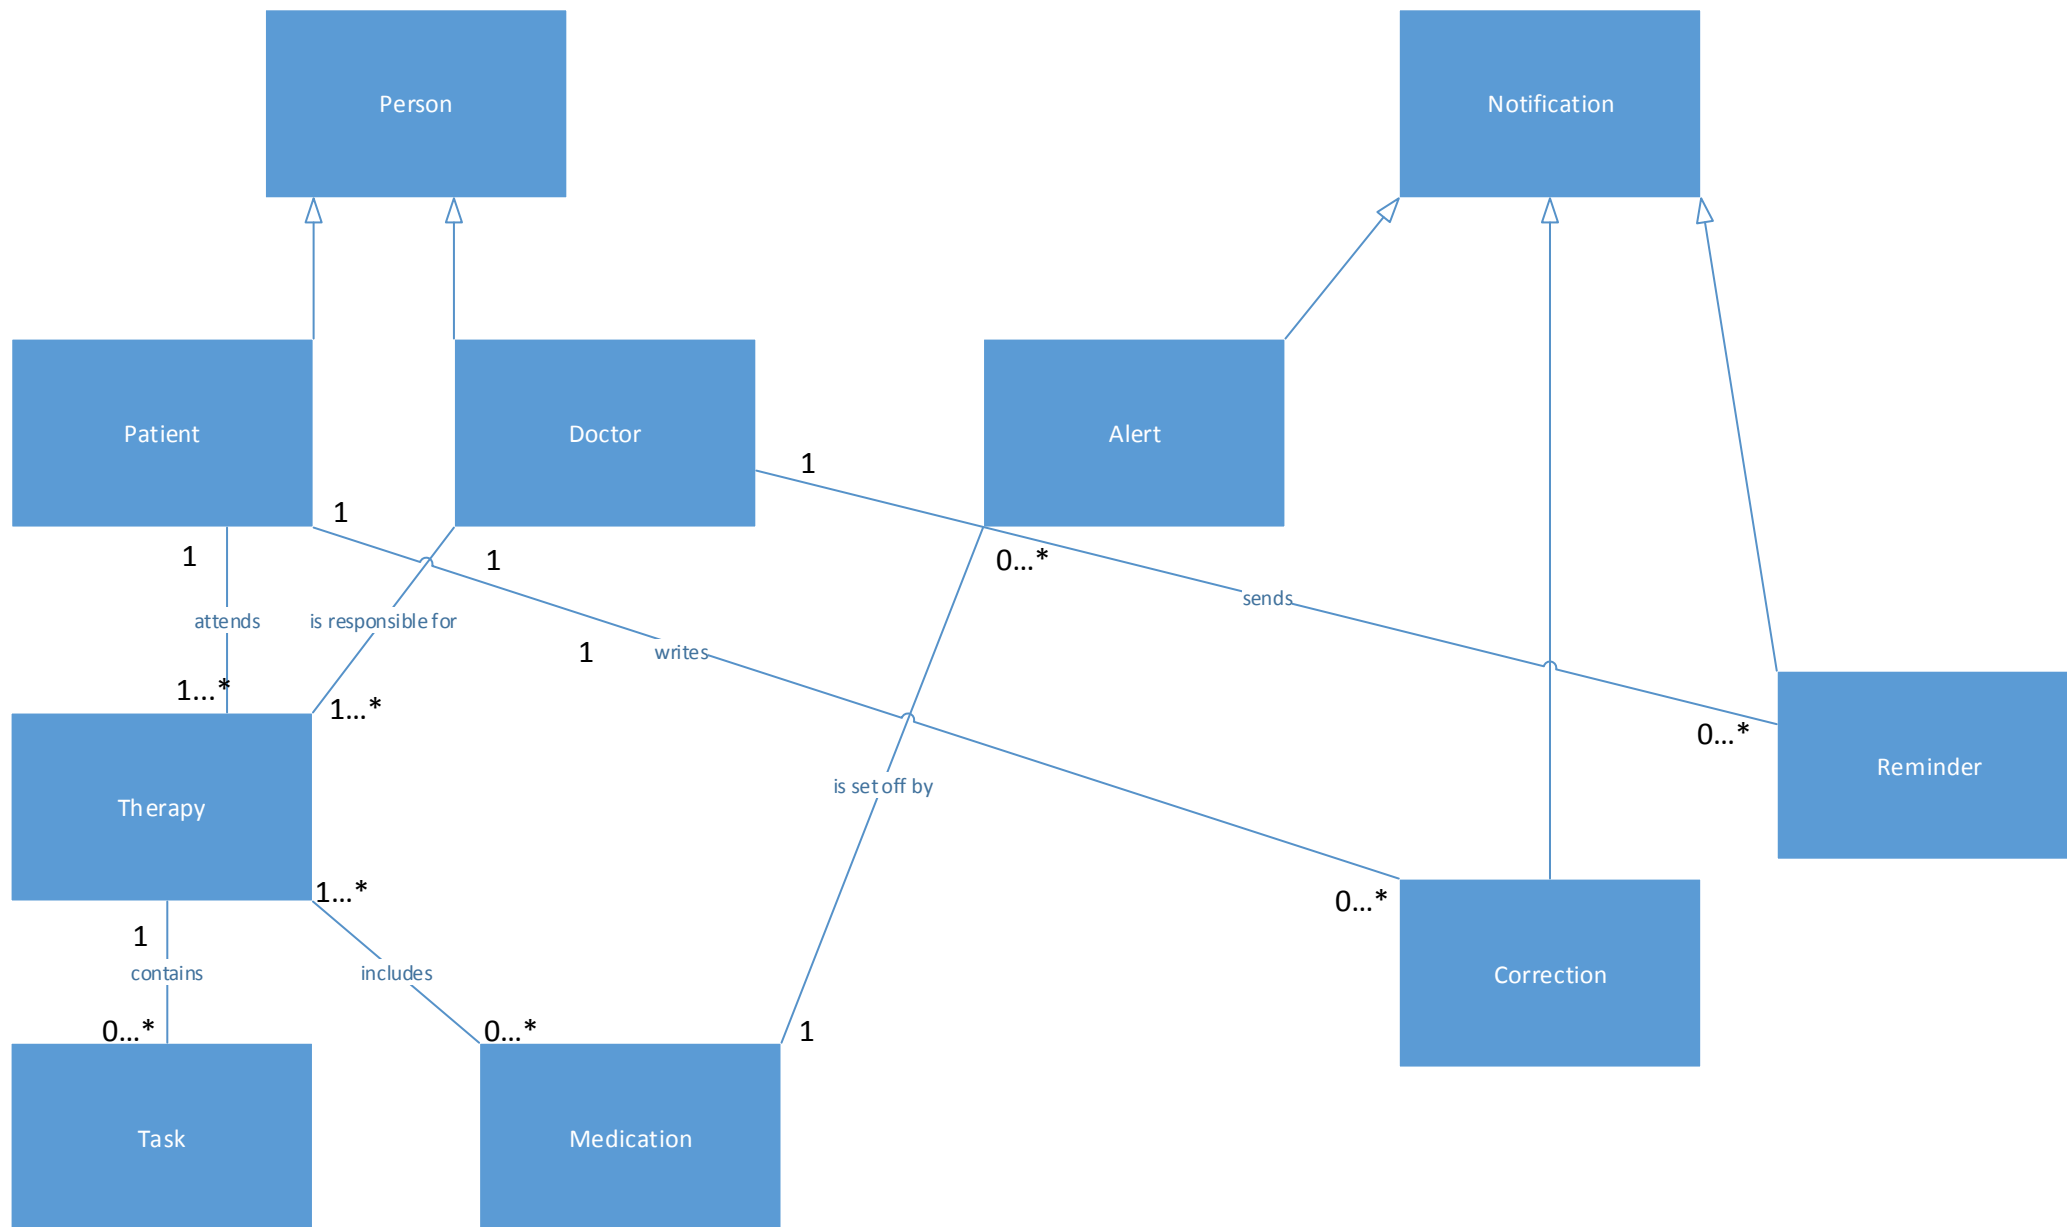 Person
Notification
Patient
Doctor
Alert
1
1
1
1
0...*
attends
is responsible for
sends
1
writes
1...*
1...*
0...*
Reminder
is set off by
Therapy
1...*
0...*
1
contains
includes
Correction
0...*
0...*
1
Task
Medication